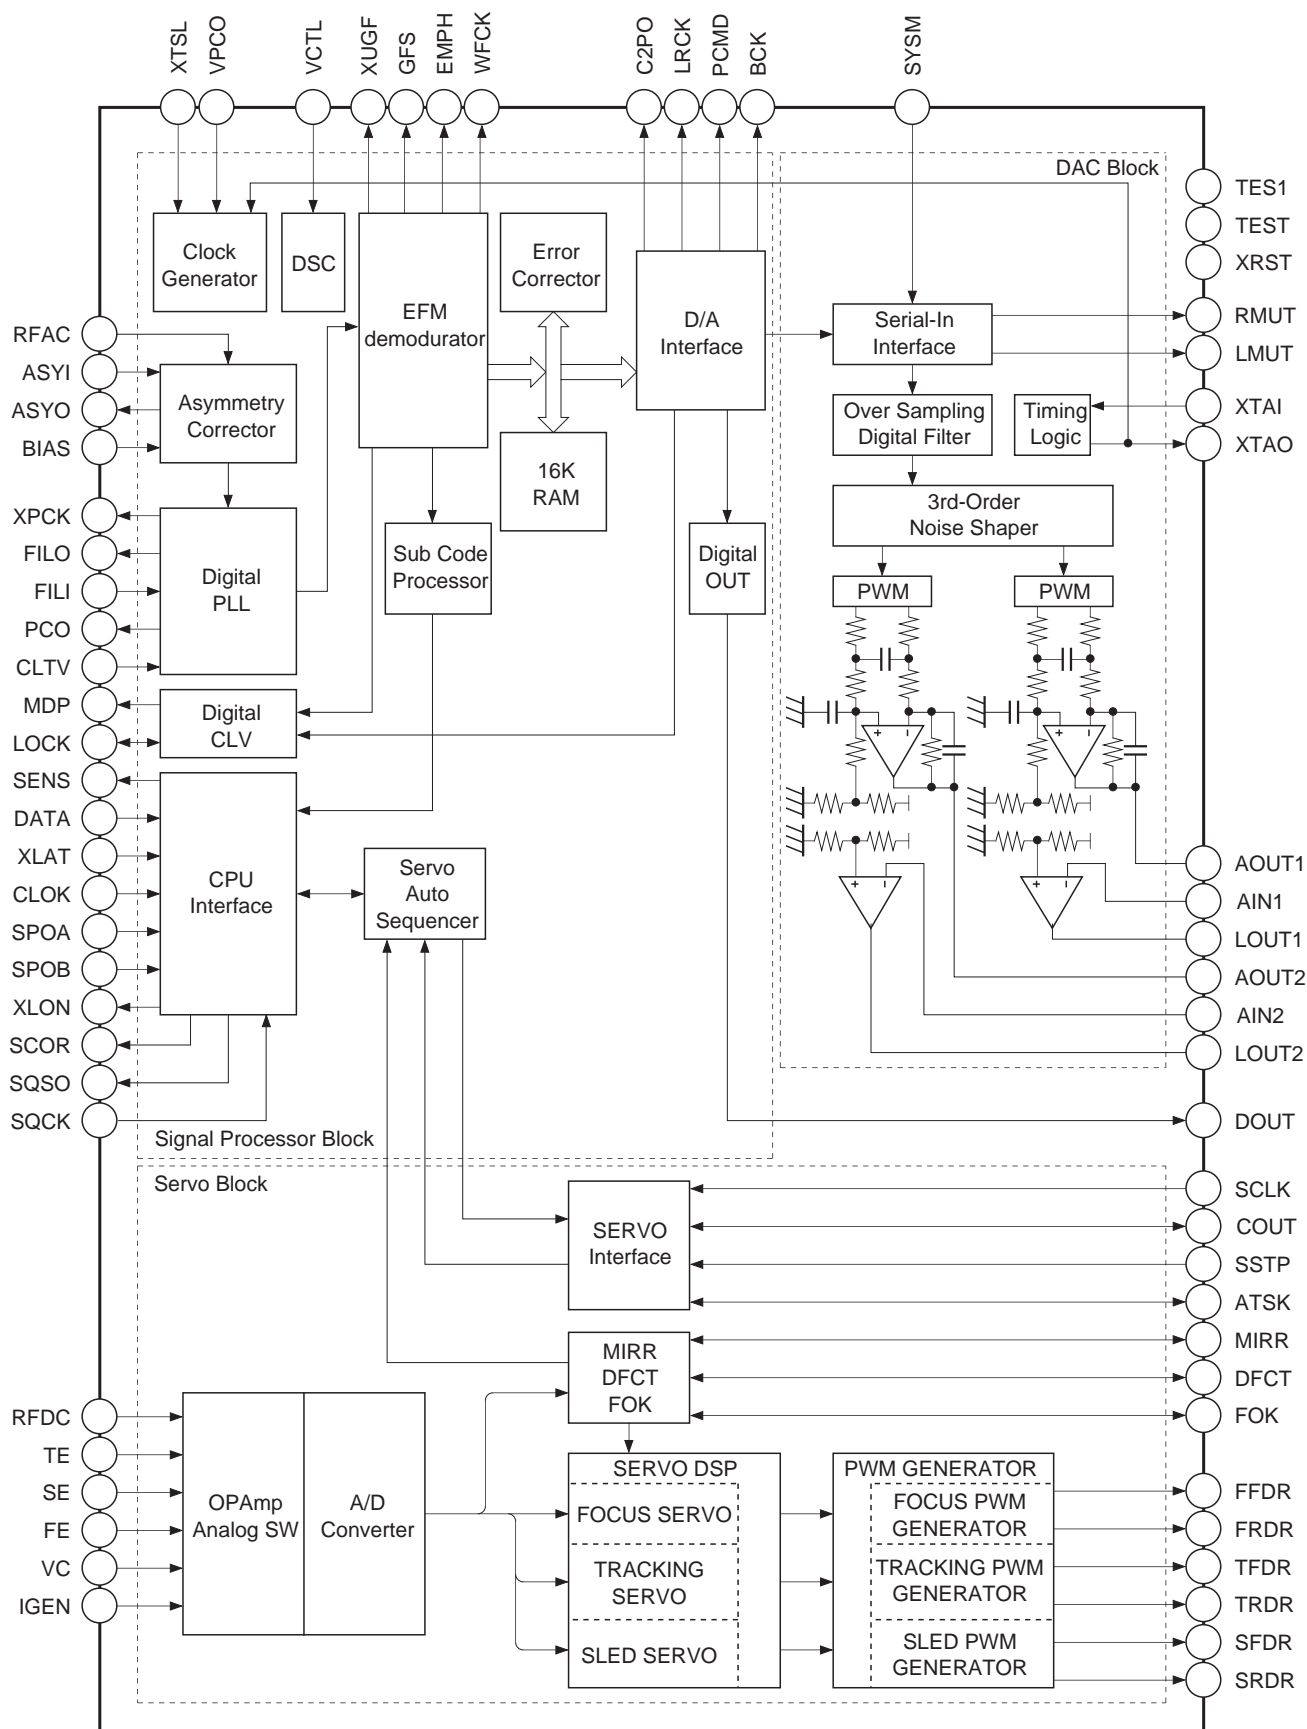 XTSL
VPCO
VCTL
XUGF
GFS
EMPH
WFCK
C2PO
LRCK
PCMD
BCK
SYSM
DAC Block
TES1
TEST
XRST
RMUT
LMUT
XTAI
XTAO
Clock
Generator
DSC
EFM
demodurator
Error
Corrector
D/A
Interface
Serial-In
Interface
RFAC
ASYI
ASYO
BIAS
Asymmetry
Corrector
Over Sampling
Digital Filter
Timing
Logic
16K
RAM
3rd-Order
Noise Shaper
XPCK
FILO
FILI
PCO
CLTV
Digital
PLL
Sub Code
Processor
Digital
OUT
PWM
PWM
MDP
LOCK
Digital
CLV
+ −
+ −
SENS
DATA
XLAT
CLOK
SPOA
SPOB
XLON
SCOR
SQSO
SQCK
CPU
Interface
Servo
Auto
Sequencer
+ −
+ −
AOUT1
AIN1
LOUT1
AOUT2
AIN2
LOUT2
DOUT
Signal Processor Block
Servo Block
SERVO
Interface
SCLK
COUT
SSTP
ATSK
MIRR
DFCT
FOK
MIRR
DFCT
FOK
RFDC
TE
SE
FE
VC
IGEN
OPAmp
Analog SW
A/D
Converter
SERVO DSP
FOCUS SERVO
TRACKING
SERVO
SLED SERVO
PWM GENERATOR
FOCUS PWM
GENERATOR
TRACKING PWM
GENERATOR
SLED PWM
GENERATOR
FFDR
FRDR
TFDR
TRDR
SFDR
SRDR